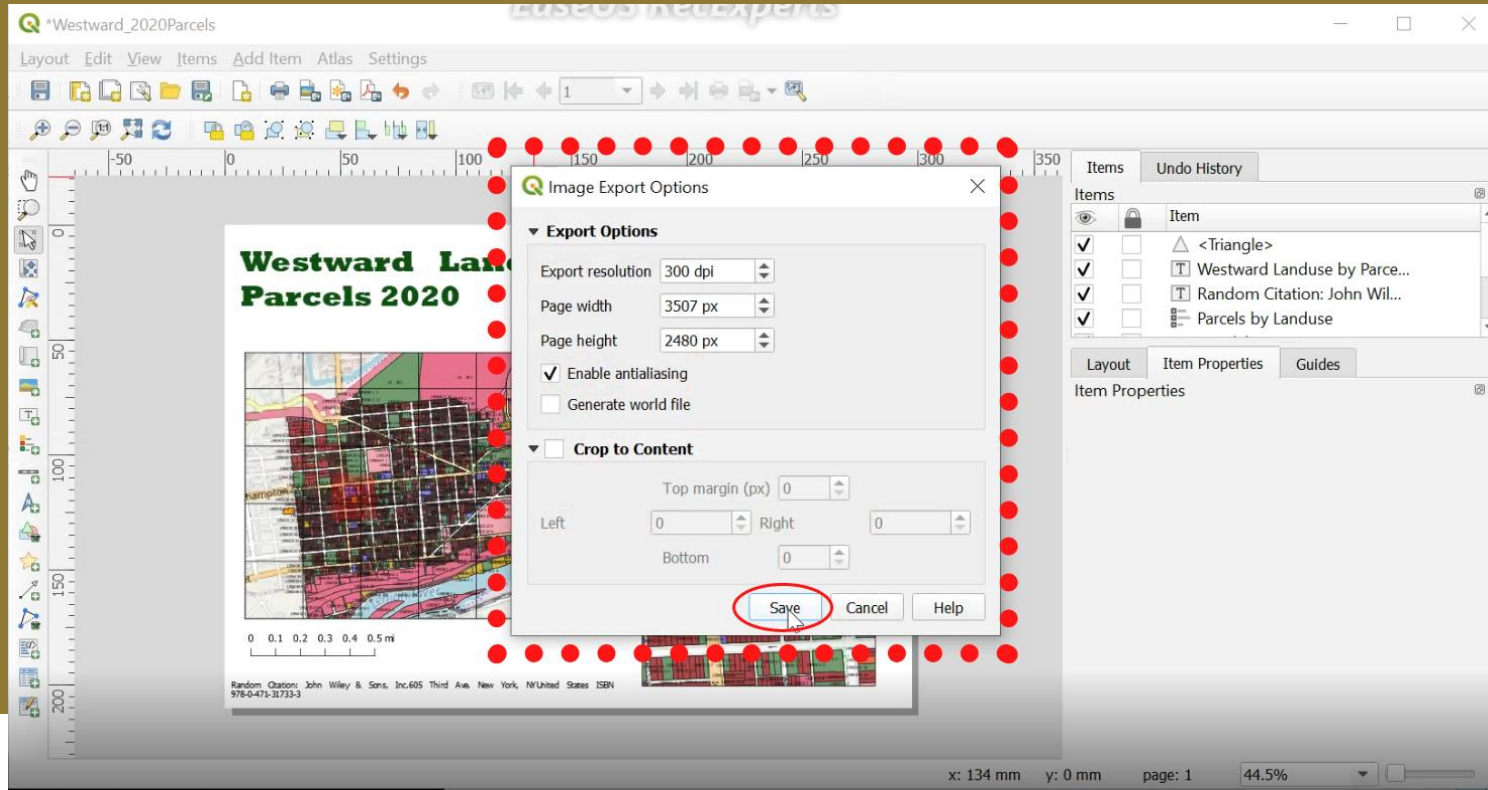 EaseUS RecExperts
*Westward_2020Parcels
Layout Edit View Items Add Item Atlas Settings
1
-50 0 50 100 150 200 250 300 350
0
50
100
150
200
Westward Lan
Parcels 2020
hampton
0 0.1 0.2 0.3 0.4 0.5 mi
Random Citation: John Wiley & Sons, Inc.605 Third Ave. New York, NYUnited States ISBN
978-0-471-31733-3
Image Export Options
Export Options
Export resolution 300 dpi
Page width 3507 px
Page height 2480 px
Enable antialiasing
Generate world file
Crop to Content
Top margin (px) 0
Left 0 Right 0
Bottom 0
Save Cancel Help
Items Undo History
Items
Item
<Triangle>
Westward Landuse by Parce...
Random Citation: John Wil...
Parcels by Landuse
Layout Item Properties Guides
Item Properties
x: 134 mm y: 0 mm page: 1 44.5%